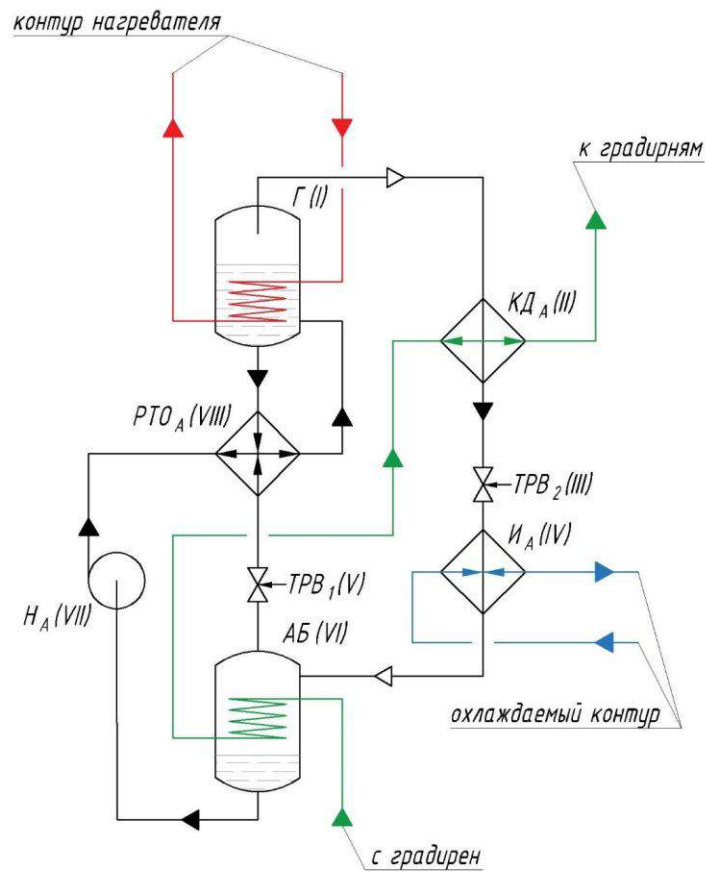 контур нагревателя
к градирням
Г (I)
КД А (II)
РТО А (VIII)
ТРВ 2 (III)
И А (IV)
ТРВ 1 (V)
Н А (VII)
АБ (VI)
охлаждаемый контур
с градирен